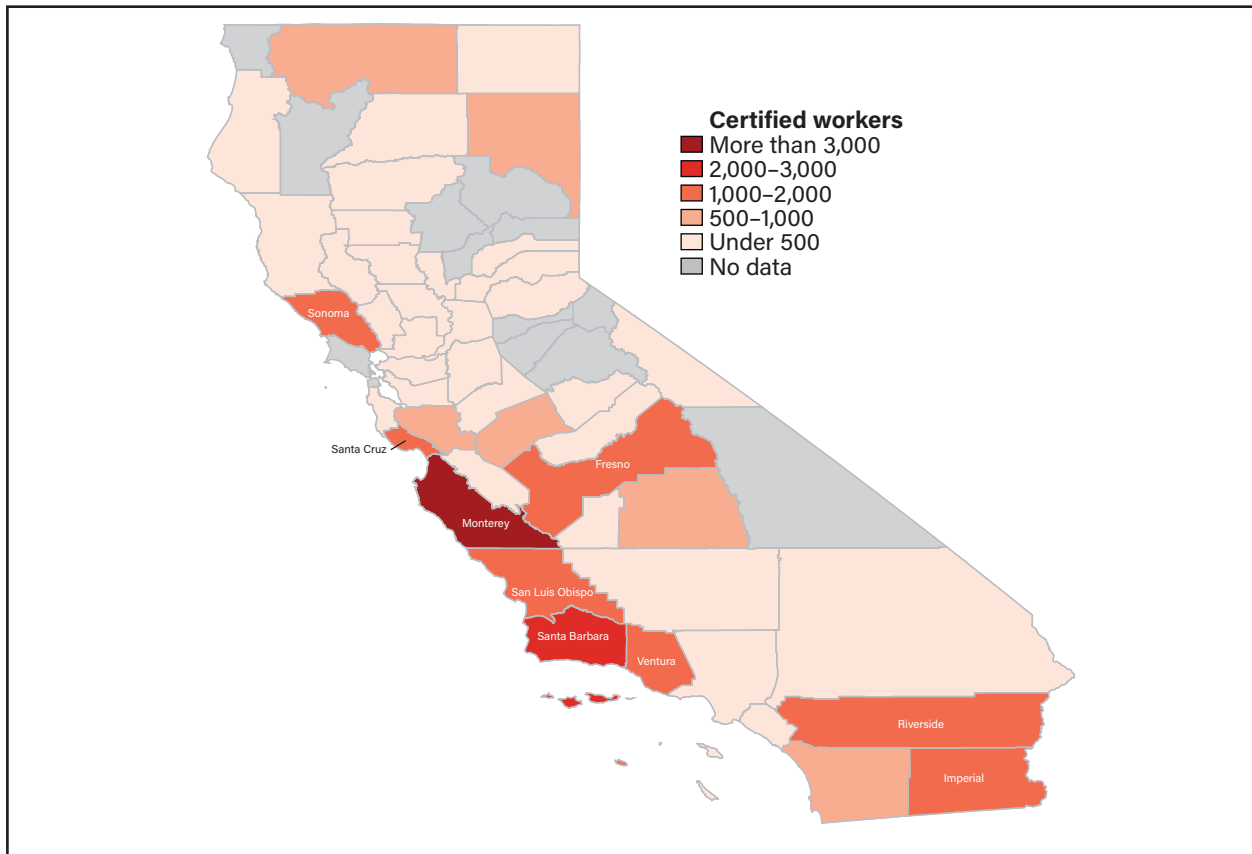 Certified workers
More than 3,000
2,000–3,000
1,000–2,000
500–1,000
Under 500
No data
Sonoma
Santa Cruz
Fresno
Monterey
San Luis Obispo
Santa Barbara
Ventura
Riverside
Imperial